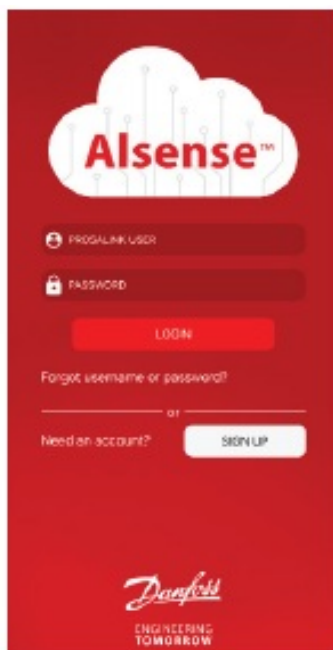 Alsense™
PROSALINK USER
PASSWORD
LOGIN
Forgot username or password?
or
Need an account?
SIGN UP
Danfoss
ENGINEERING
TOMORROW